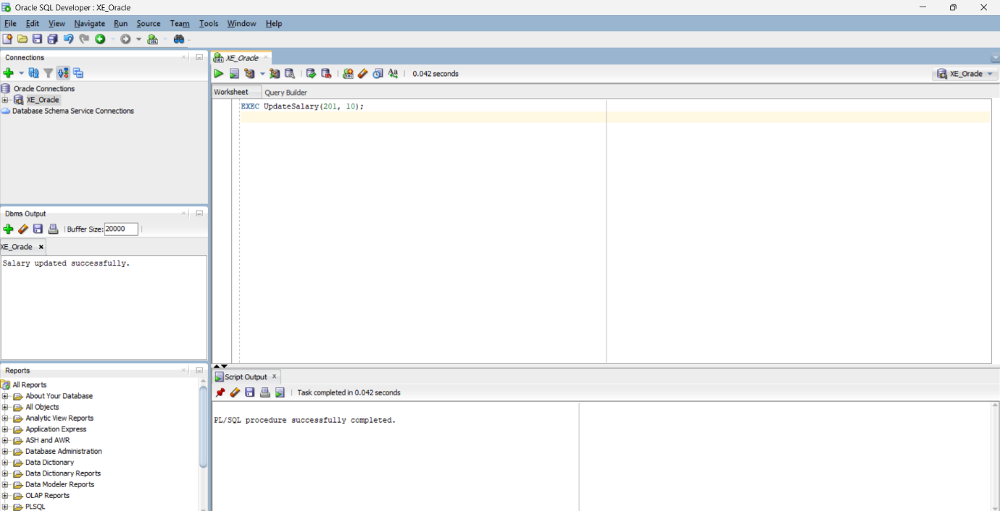 Oracle SQL Developer : XE_Oracle
File Edit View Navigate Run Source Team Tools Window Help
Connections
Oracle Connections
XE_Oracle
Database Schema Service Connections
Dbms Output
Buffer Size: 20000
XE_Oracle
Salary updated successfully.
Reports
All Reports
About Your Database
All Objects
Analytic View Reports
Application Express
ASH and AWR
Database Administration
Data Dictionary
Data Dictionary Reports
Data Modeler Reports
OLAP Reports
PLSQL
XE_Oracle
0.042 seconds
XE_Oracle
Worksheet Query Builder
EXEC UpdateSalary(201, 10);
Script Output
Task completed in 0.042 seconds
PL/SQL procedure successfully completed.